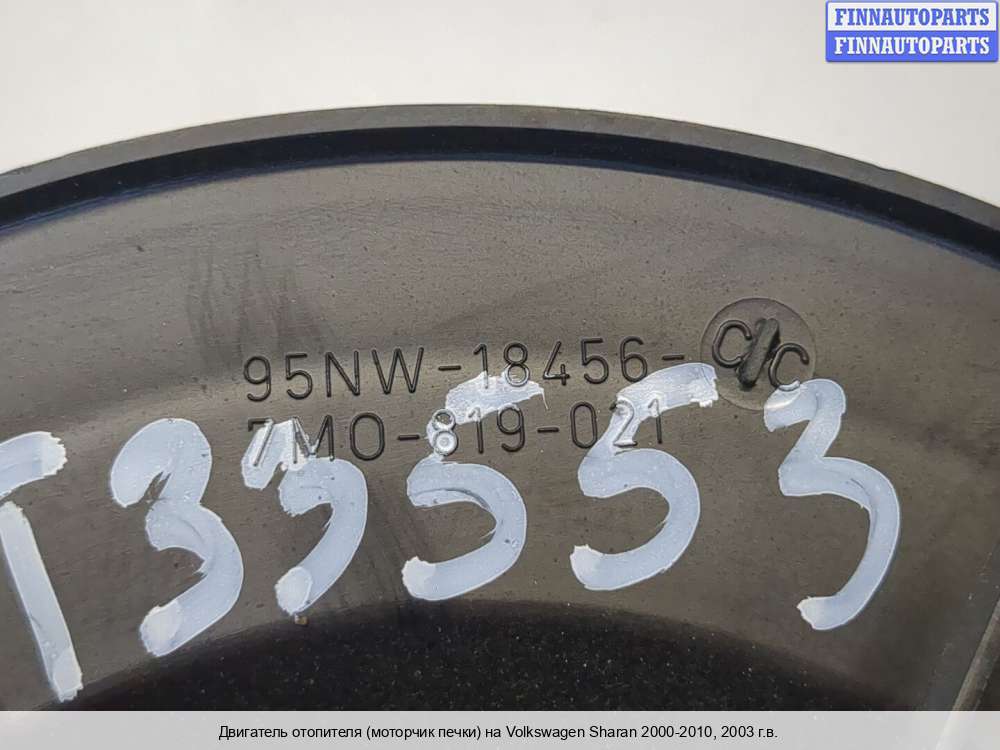 FINNAUTOPARTS
FINNAUTOPARTS
95NW-18456- C/C
7M0-819-021
T33553
Двигатель отопителя (моторчик печки) на Volkswagen Sharan 2000-2010, 2003 г.в.